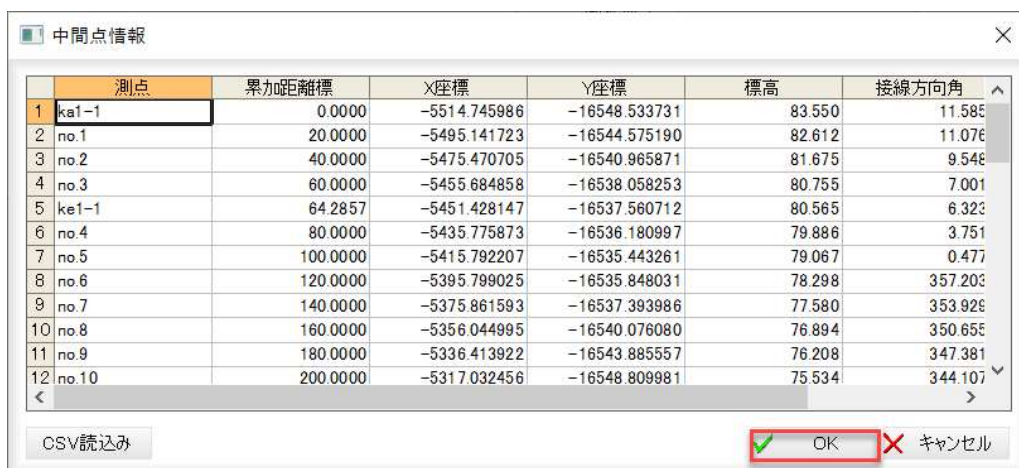 中間点情報
測点 累加距離標 X座標 Y座標 標高 接線方向角
1 ka1-1 0.0000 -5514.745986 -16548.533731 83.550 11.585
2 no.1 20.0000 -5495.141723 -16544.575190 82.612 11.076
3 no.2 40.0000 -5475.470705 -16540.965871 81.675 9.548
4 no.3 60.0000 -5455.684858 -16538.058253 80.755 7.001
5 ke1-1 64.2857 -5451.428147 -16537.560712 80.565 6.323
6 no.4 80.0000 -5435.775873 -16536.180997 79.886 3.751
7 no.5 100.0000 -5415.792207 -16535.443261 79.067 0.477
8 no.6 120.0000 -5395.799025 -16535.848031 78.298 357.203
9 no.7 140.0000 -5375.861593 -16537.393986 77.580 353.929
10 no.8 160.0000 -5356.044995 -16540.076080 76.894 350.655
11 no.9 180.0000 -5336.413922 -16543.885557 76.208 347.381
12 no.10 200.0000 -5317.032456 -16548.809981 75.534 344.107
CSV読込み OK キャンセル